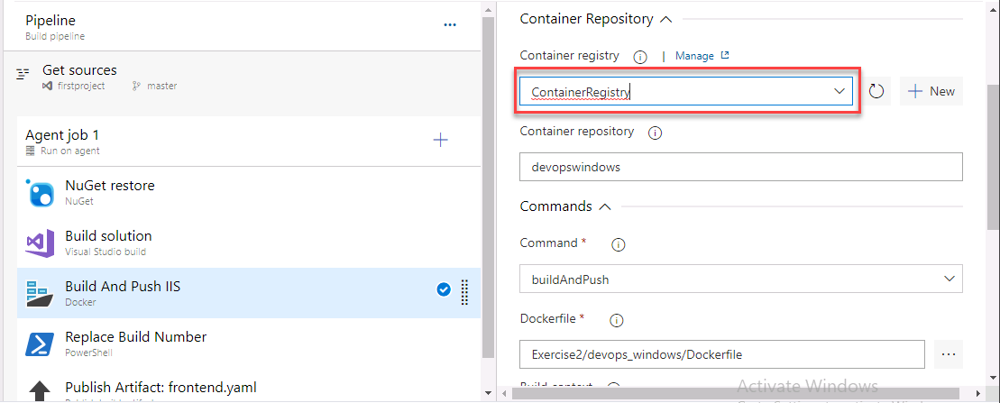 Pipeline
...
Build pipeline
Get sources
firstproject
master
Agent job 1
Run on agent
NuGet restore
NuGet
Build solution
Visual Studio build
Build And Push IIS
Docker
Replace Build Number
PowerShell
Publish Artifact: frontend.yaml
Container Repository
Container registry
| Manage
ContainerRegistry
New
Container repository
devopswindows
Commands
Command *
buildAndPush
Dockerfile *
Exercise2/devops_windows/Dockerfile
...
Build context
Activate Windows